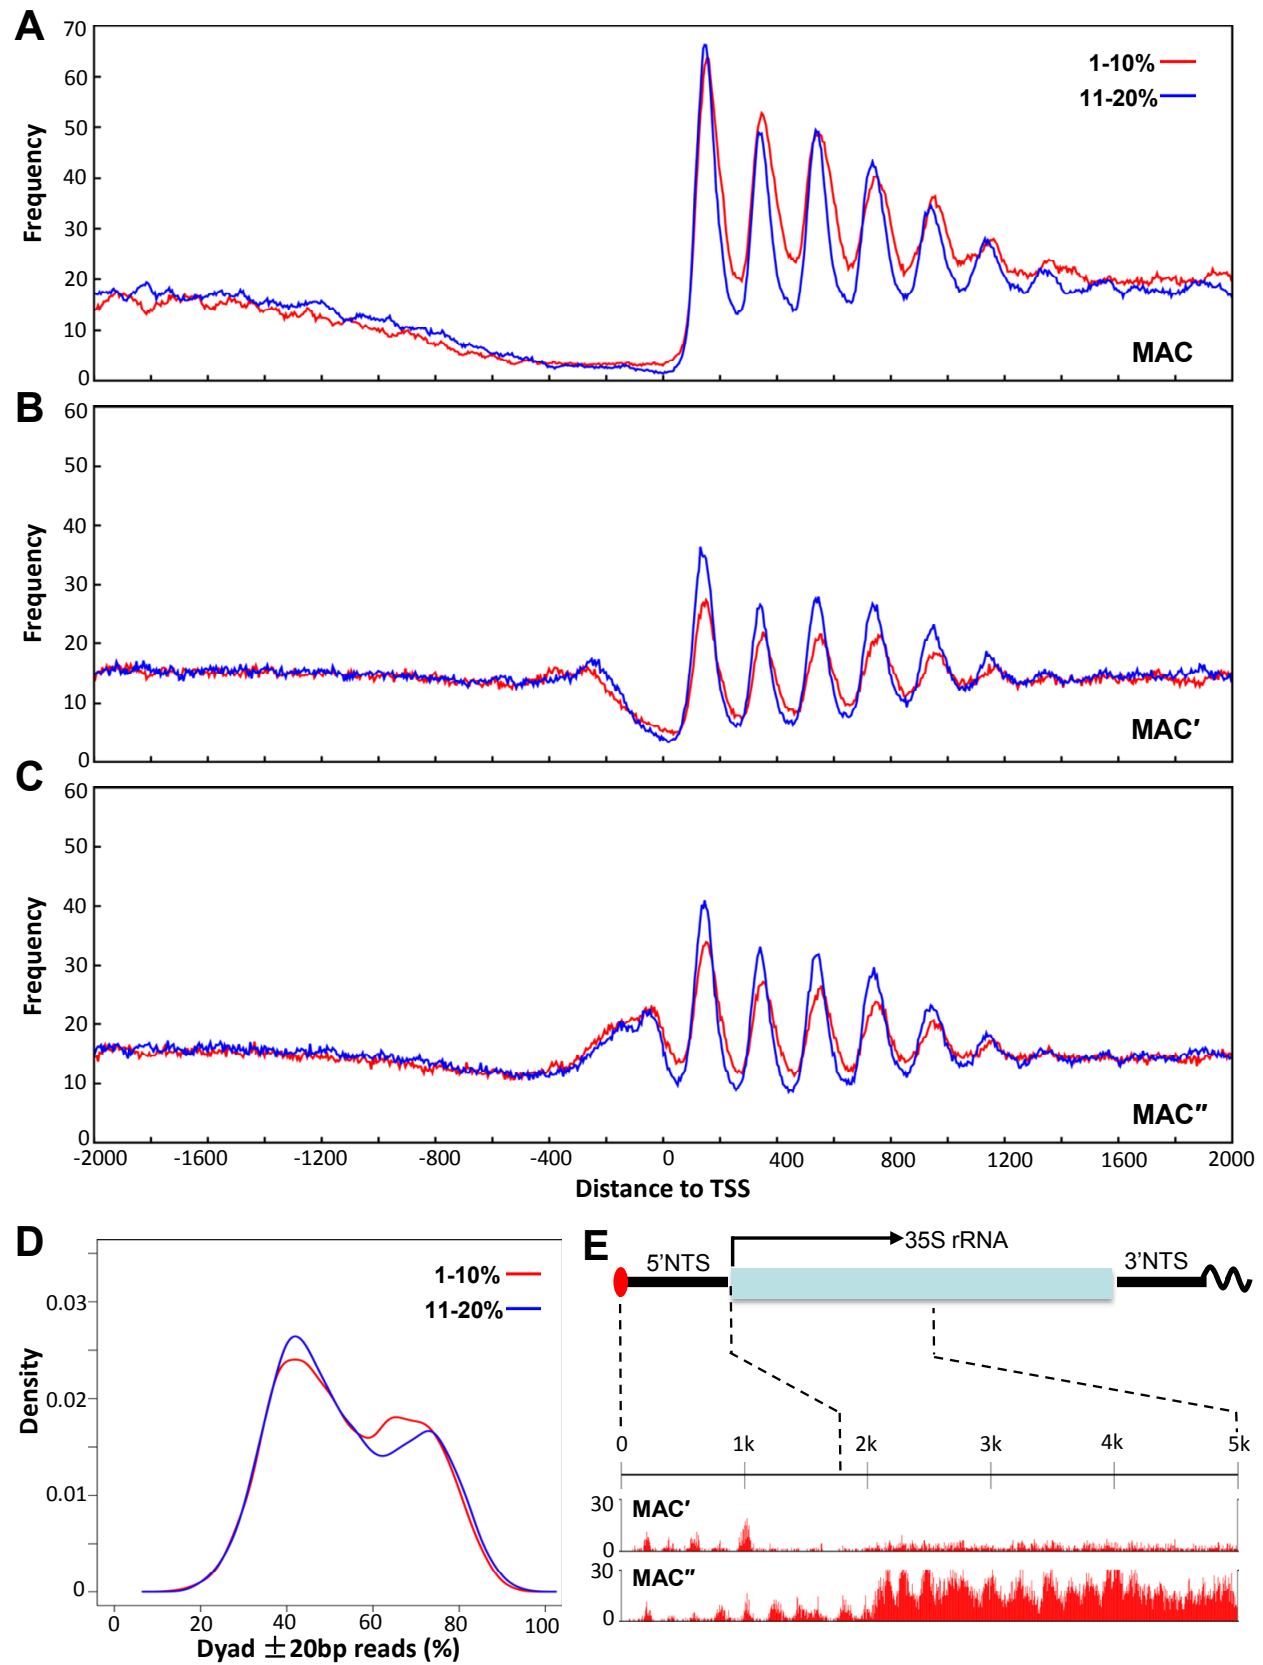 A
70
60
50
40
30
20
10
0
Frequency
1-10%
11-20%
MAC
B
60
50
40
30
20
10
0
Frequency
MAC′
C
60
50
40
30
20
10
0
Frequency
MAC″
-2000 -1600 -1200 -800 -400 0 400 800 1200 1600 2000
Distance to TSS
D
1-10%
11-20%
0.03
0.02
0.01
0
Density
0 20 40 60 80 100
Dyad ±20bp reads (%)
E
5’NTS
35S rRNA
3’NTS
0 1k 2k 3k 4k 5k
30
0
MAC′
30
0
MAC″